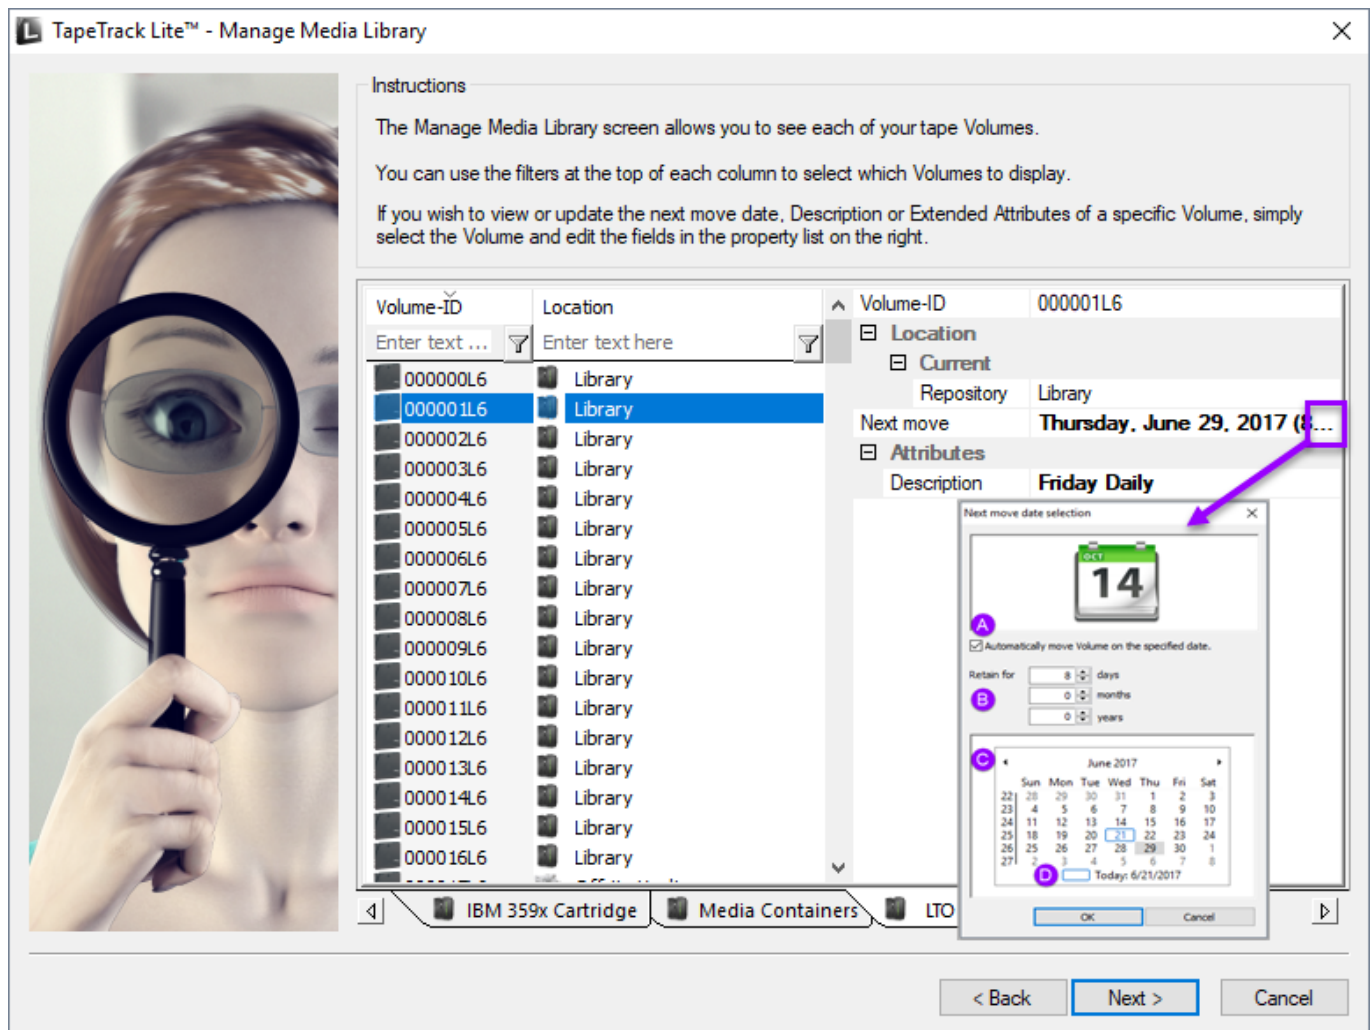 TapeTrack Lite™ - Manage Media Library
Instructions
The Manage Media Library screen allows you to see each of your tape Volumes.
You can use the filters at the top of each column to select which Volumes to display.
If you wish to view or update the next move date, Description or Extended Attributes of a specific Volume, simply
select the Volume and edit the fields in the property list on the right.
Volume-ID Location
Enter text ... Enter text here
000000L6 Library
000001L6 Library
000002L6 Library
000003L6 Library
000004L6 Library
000005L6 Library
000006L6 Library
000007L6 Library
000008L6 Library
000009L6 Library
000010L6 Library
000011L6 Library
000012L6 Library
000013L6 Library
000014L6 Library
000015L6 Library
000016L6 Library
Volume-ID 000001L6
Location
Current
Repository Library
Next move Thursday, June 29, 2017 (8...
Attributes
Description Friday Daily
Next move date selection
OCT
14
A
Automatically move Volume on the specified date.
Retain for 8 days
B 0 months
0 years
C June 2017
Sun Mon Tue Wed Thu Fri Sat
22 28 29 30 31 1 2 3
23 4 5 6 7 8 9 10
24 11 12 13 14 15 16 17
25 18 19 20 21 22 23 24
26 25 26 27 28 29 30 1
27 2 3 4 5 6 7 8
D Today: 6/21/2017
OK Cancel
IBM 359x Cartridge Media Containers LTO
< Back Next > Cancel